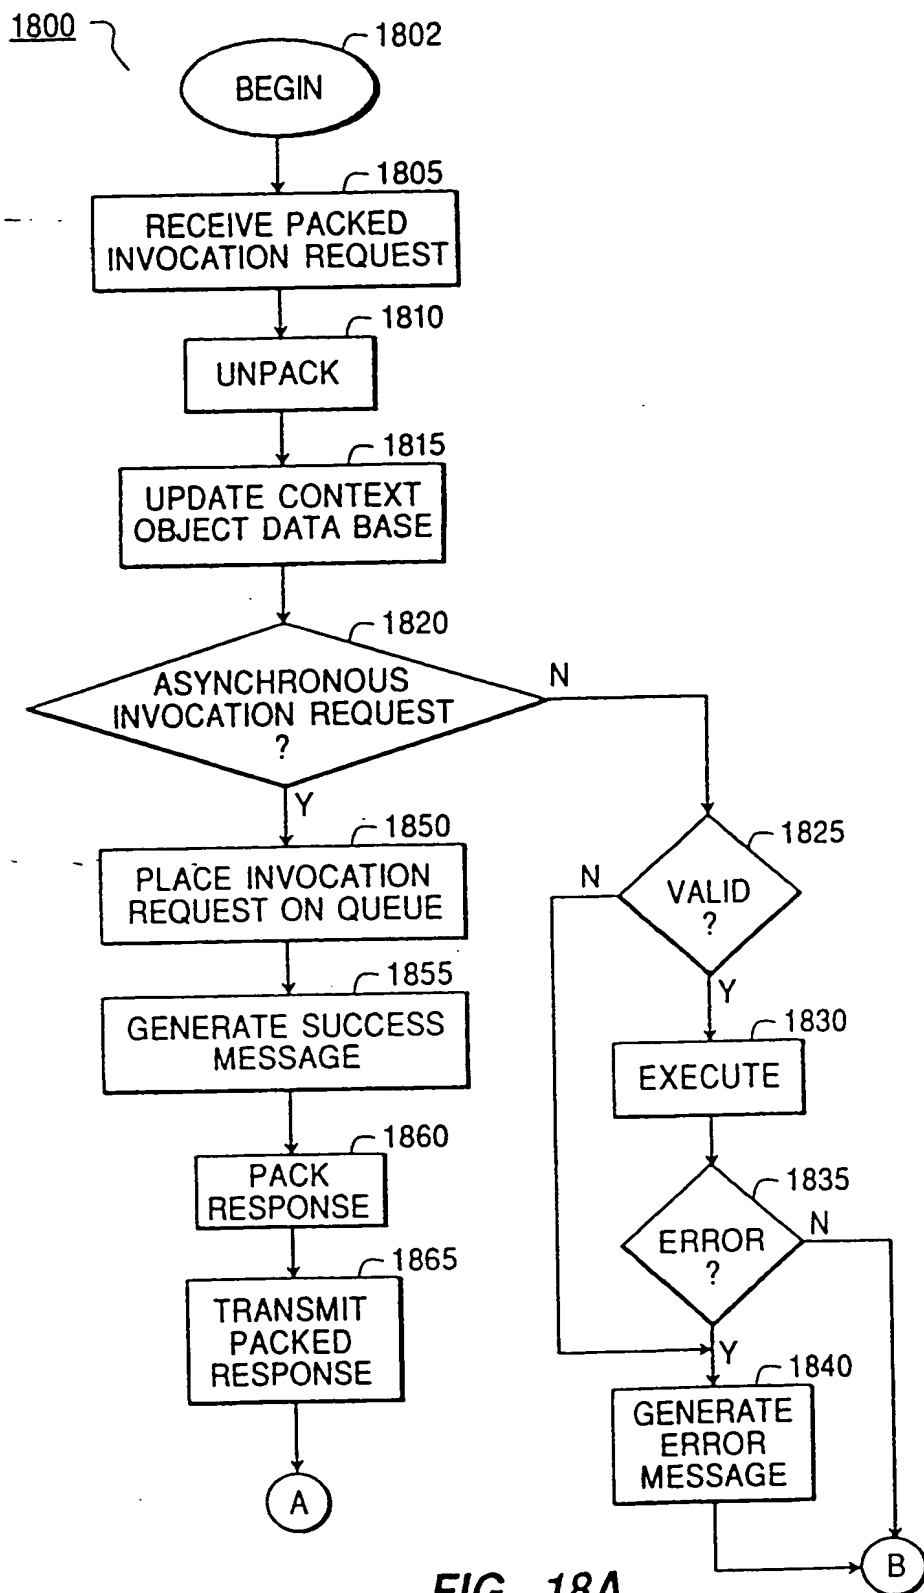 1800
1802
BEGIN
1805
RECEIVE PACKED
INVOCATION REQUEST
1810
UNPACK
1815
UPDATE CONTEXT
OBJECT DATA BASE
1820
ASYNCHRONOUS
INVOCATION REQUEST
?
N
Y
1850
PLACE INVOCATION
REQUEST ON QUEUE
1855
GENERATE SUCCESS
MESSAGE
1860
PACK
RESPONSE
1865
TRANSMIT
PACKED
RESPONSE
A
1825
VALID
?
N
Y
1830
EXECUTE
1835
ERROR
?
N
Y
1840
GENERATE
ERROR
MESSAGE
B
FIG. 18A